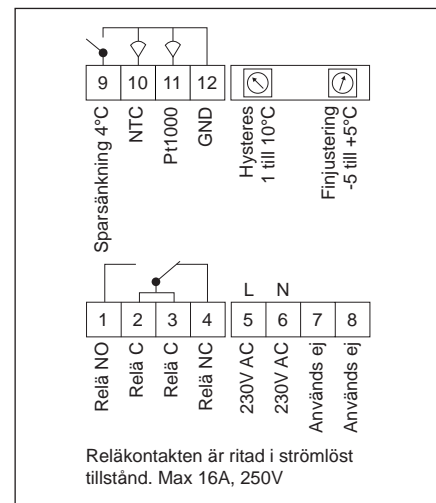 9 10 11 12
Sparsänkning 4°C
NTC
Pt1000
GND
Hysteres
1 till 10°C
Finjustering
-5 till +5°C
L N
1 2 3 4 5 6 7 8
Relä NO
Relä C
Relä C
Relä NC
230V AC
230V AC
Används ej
Används ej
Reläkontakten är ritad i strömlöst
tillstånd. Max 16A, 250V